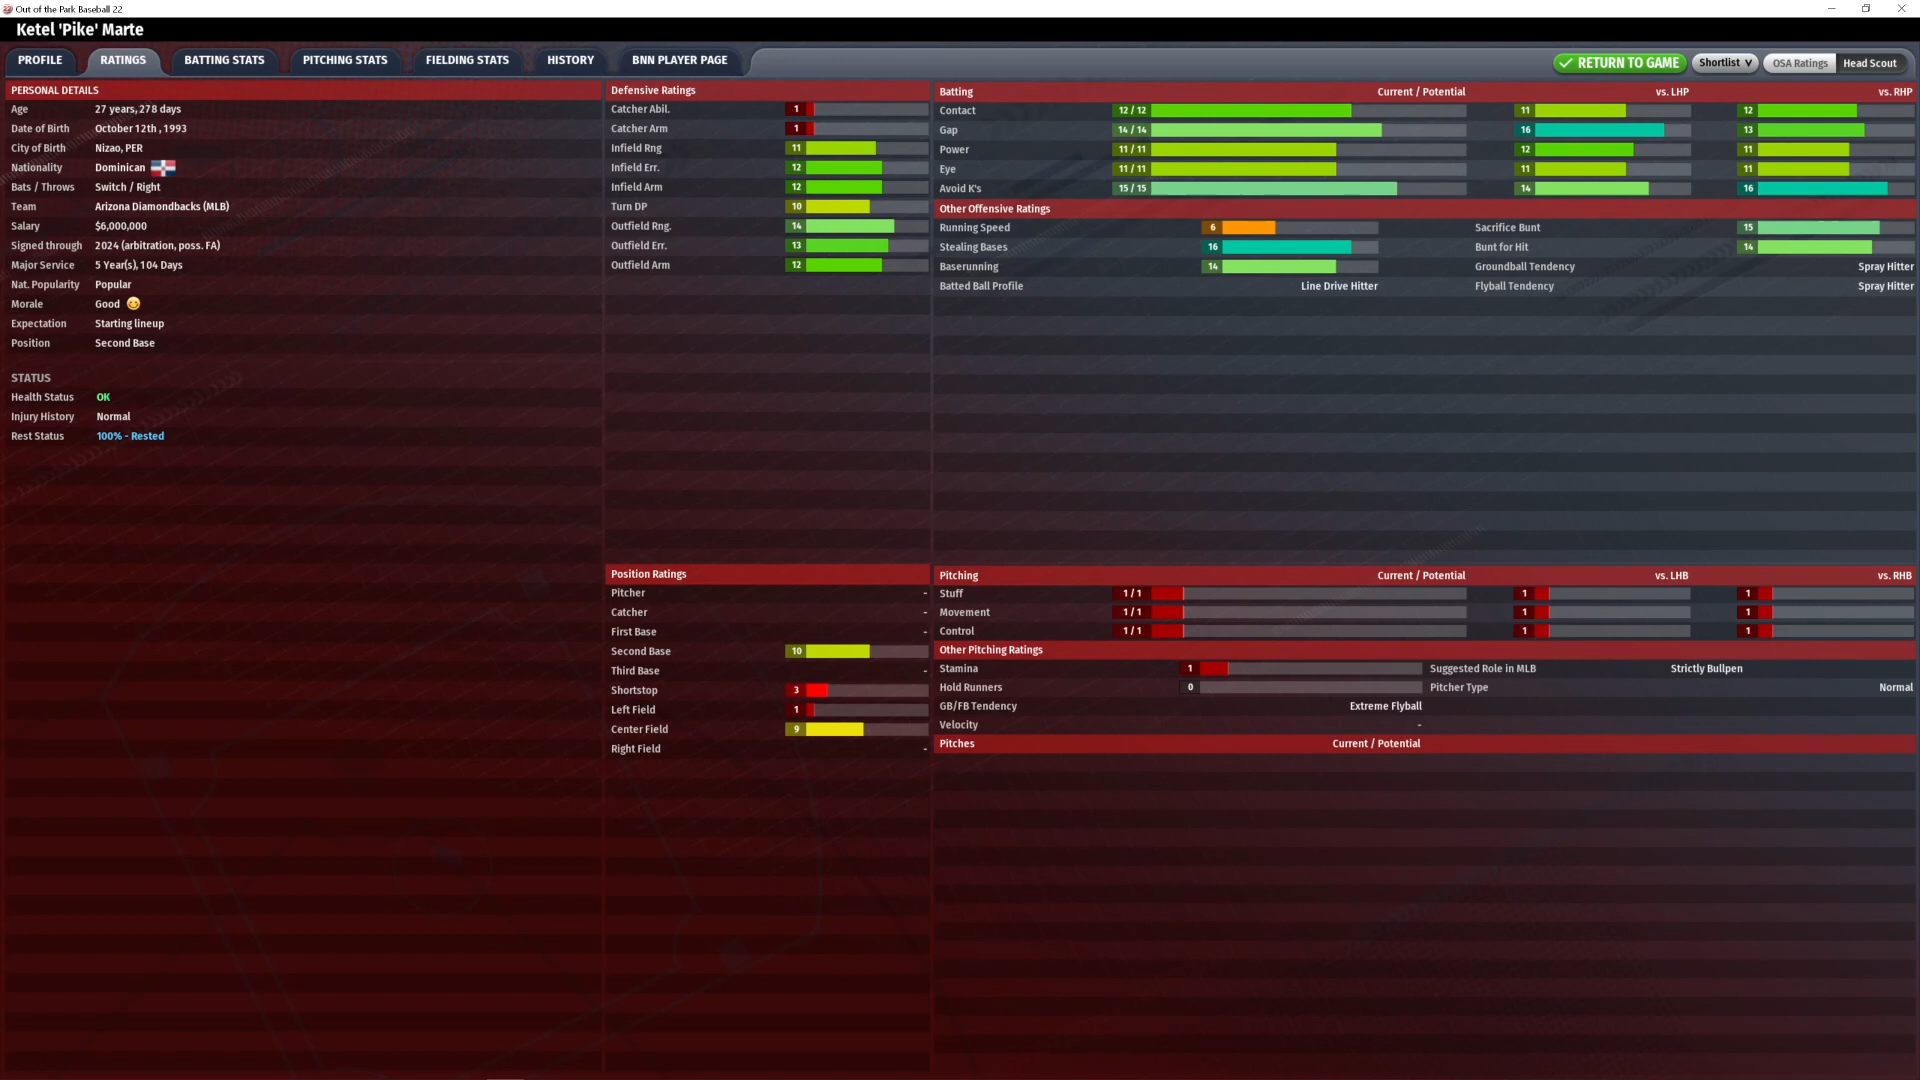 Out of the Park Baseball 22
Ketel 'Pike' Marte
PROFILE RATINGS BATTING STATS PITCHING STATS FIELDING STATS HISTORY BNN PLAYER PAGE RETURN TO GAME Shortlist OSA Ratings Head Scout
PERSONAL DETAILS
Age 27 years, 278 days
Date of Birth October 12th , 1993
City of Birth Nizao, PER
Nationality Dominican
Bats / Throws Switch / Right
Team Arizona Diamondbacks (MLB)
Salary $6,000,000
Signed through 2024 (arbitration, poss. FA)
Major Service 5 Year(s), 104 Days
Nat. Popularity Popular
Morale Good
Expectation Starting lineup
Position Second Base
STATUS
Health Status OK
Injury History Normal
Rest Status 100% - Rested
Defensive Ratings
Catcher Abil. 1
Catcher Arm 1
Infield Rng 11
Infield Err. 12
Infield Arm 12
Turn DP 10
Outfield Rng. 14
Outfield Err. 13
Outfield Arm 12
Position Ratings
Pitcher -
Catcher -
First Base -
Second Base 10
Third Base -
Shortstop 3
Left Field 1
Center Field 9
Right Field -
Batting Current / Potential vs. LHP vs. RHP
Contact 12 / 12 11 12
Gap 14 / 14 16 13
Power 11 / 11 12 11
Eye 11 / 11 11 11
Avoid K's 15 / 15 14 16
Other Offensive Ratings
Running Speed 6 Sacrifice Bunt 15
Stealing Bases 16 Bunt for Hit 14
Baserunning 14 Groundball Tendency Spray Hitter
Batted Ball Profile Line Drive Hitter Flyball Tendency Spray Hitter
Pitching Current / Potential vs. LHB vs. RHB
Stuff 1 / 1 1 1
Movement 1 / 1 1 1
Control 1 / 1 1 1
Other Pitching Ratings
Stamina 1 Suggested Role in MLB Strictly Bullpen
Hold Runners 0 Pitcher Type Normal
GB/FB Tendency Extreme Flyball
Velocity -
Pitches Current / Potential